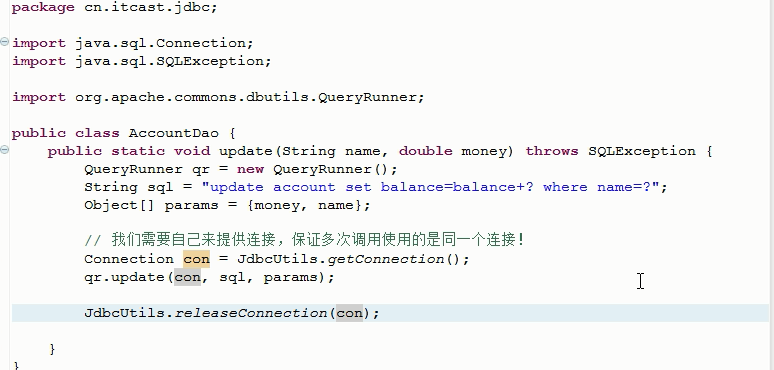 package cn.itcast.jdbc;
import java.sql.Connection;
import java.sql.SQLException;
import org.apache.commons.dbutils.QueryRunner;
public class AccountDao {
public static void update(String name, double money) throws SQLException {
QueryRunner qr = new QueryRunner();
String sql = "update account set balance=balance+? where name=?";
Object[] params = {money, name};
// 我们需要自己来提供连接，保证多次调用使用的是同一个连接！
Connection con = JdbcUtils.getConnection();
qr.update(con, sql, params);
JdbcUtils.releaseConnection(con);
}
}